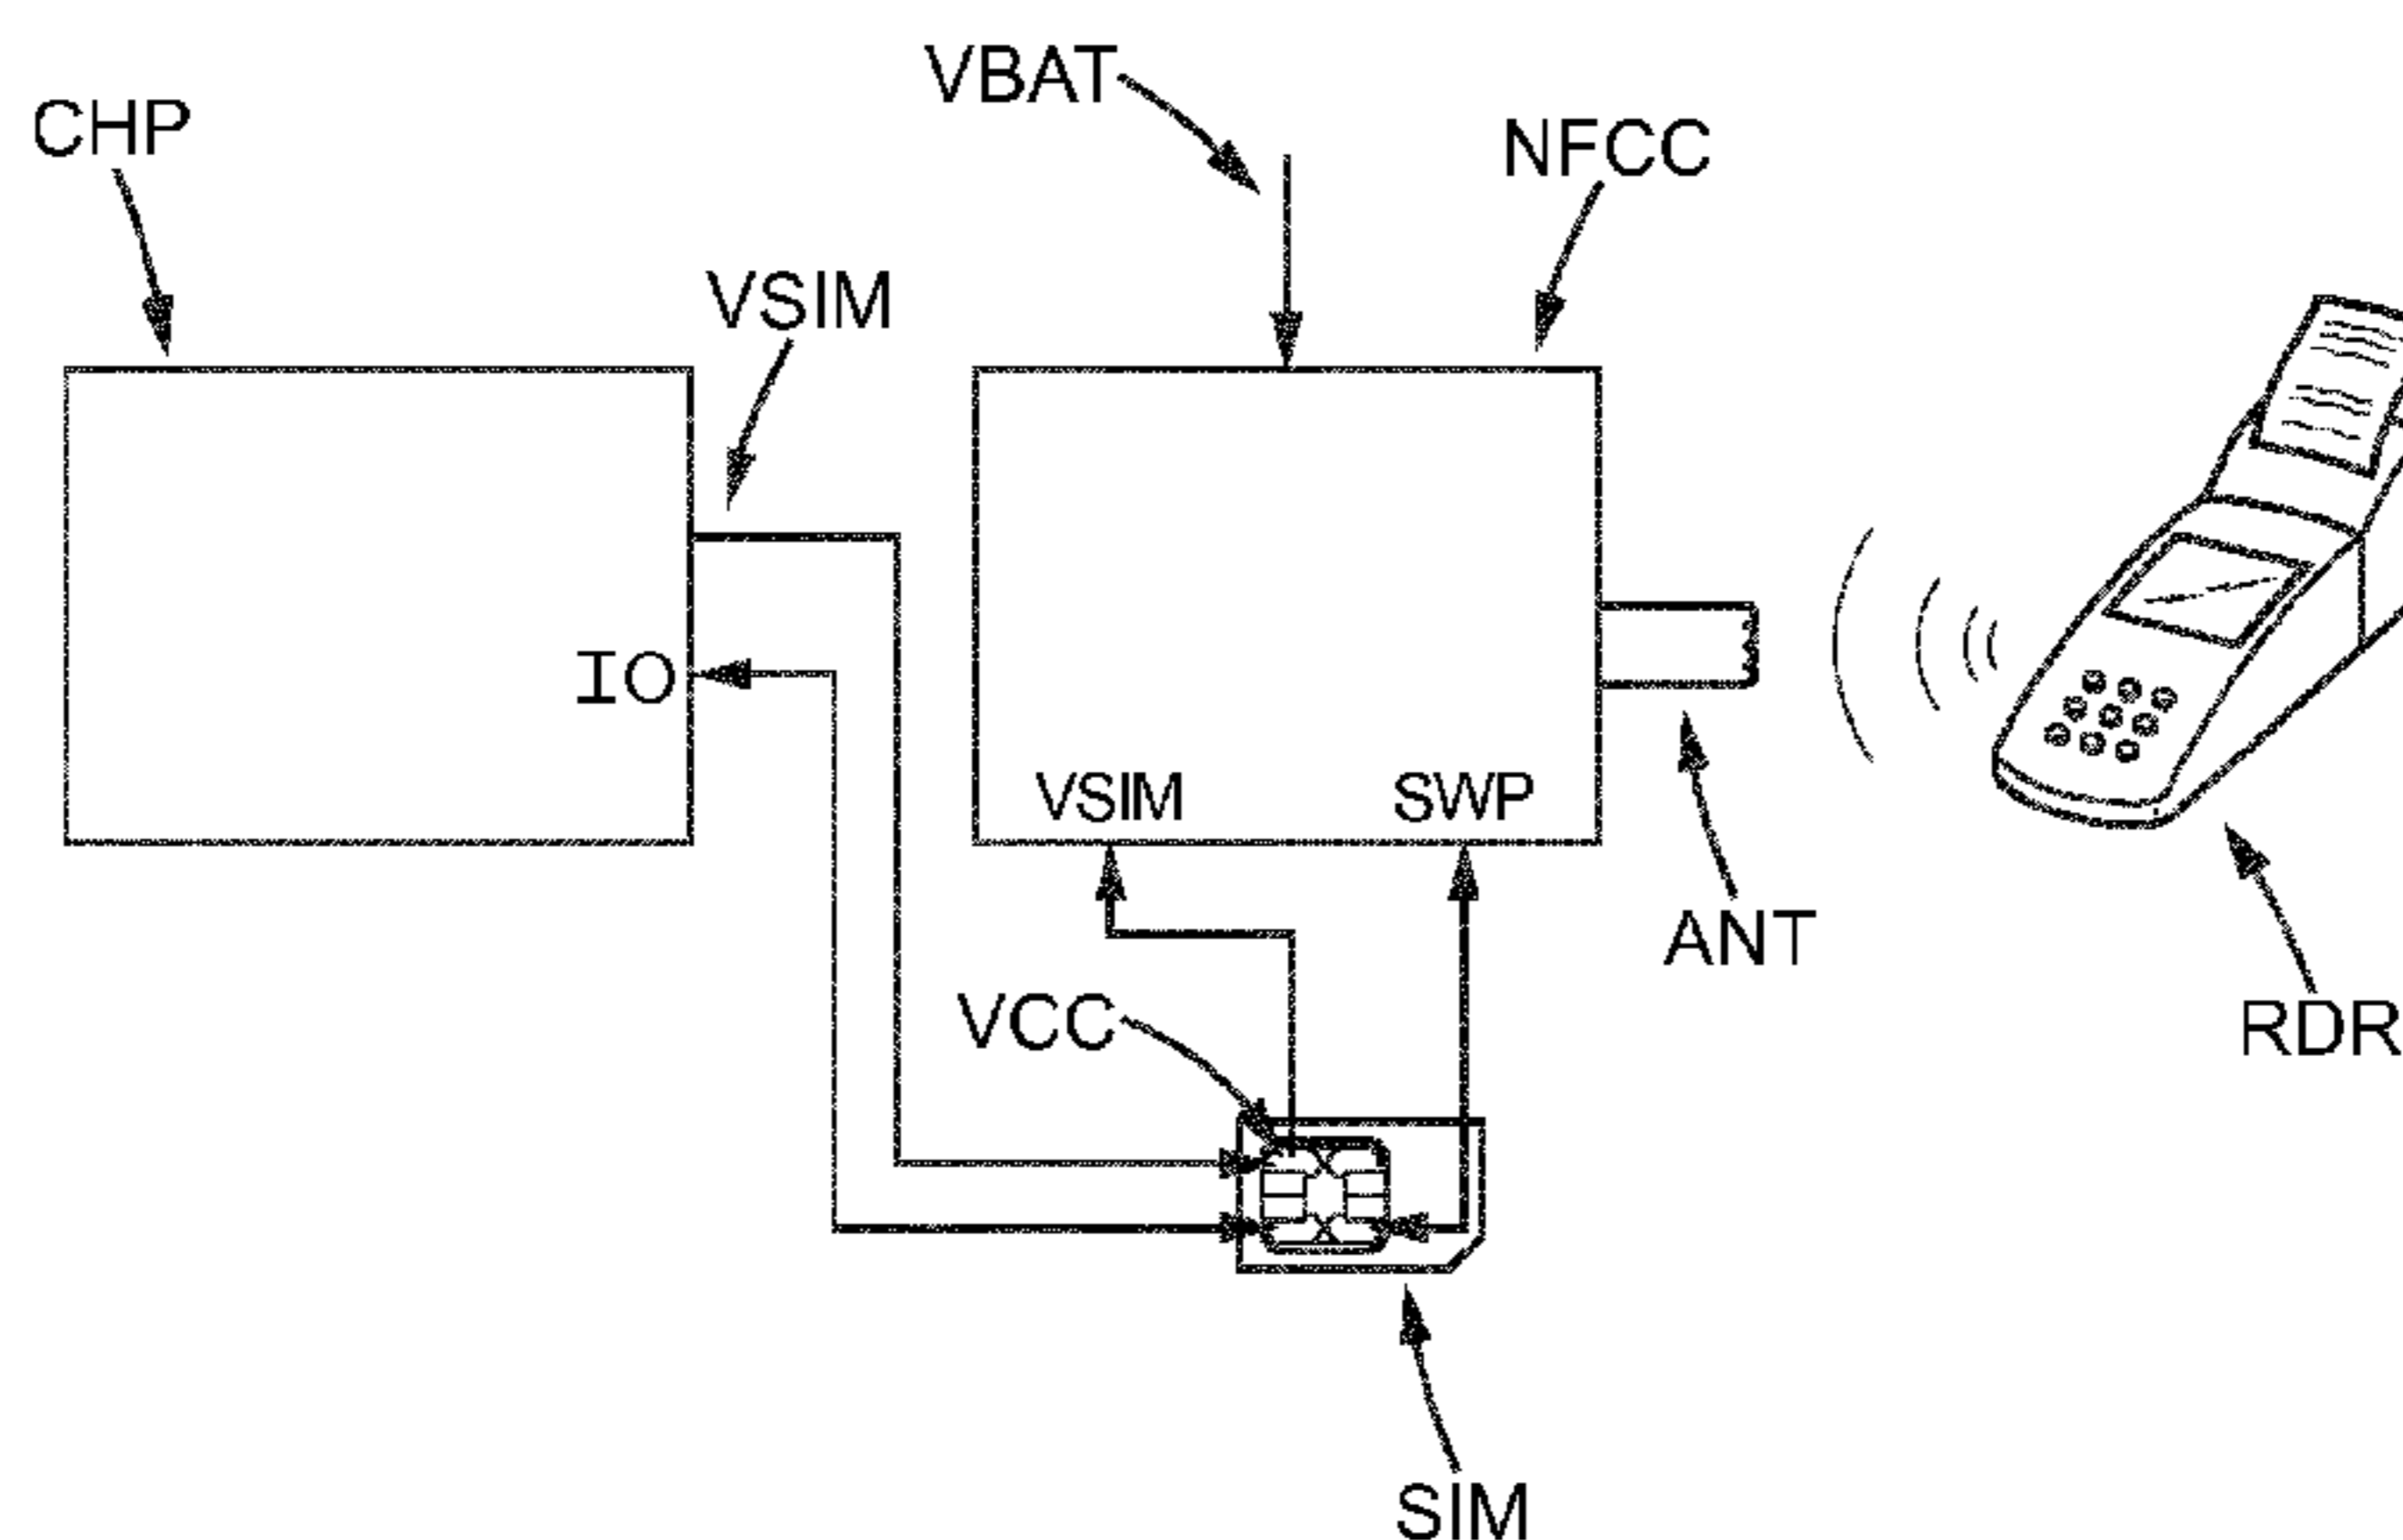 VBAT
CHP
NFCC
VSIM
IO
VSIM
SWP
ANT
VCC
RDR
SIM